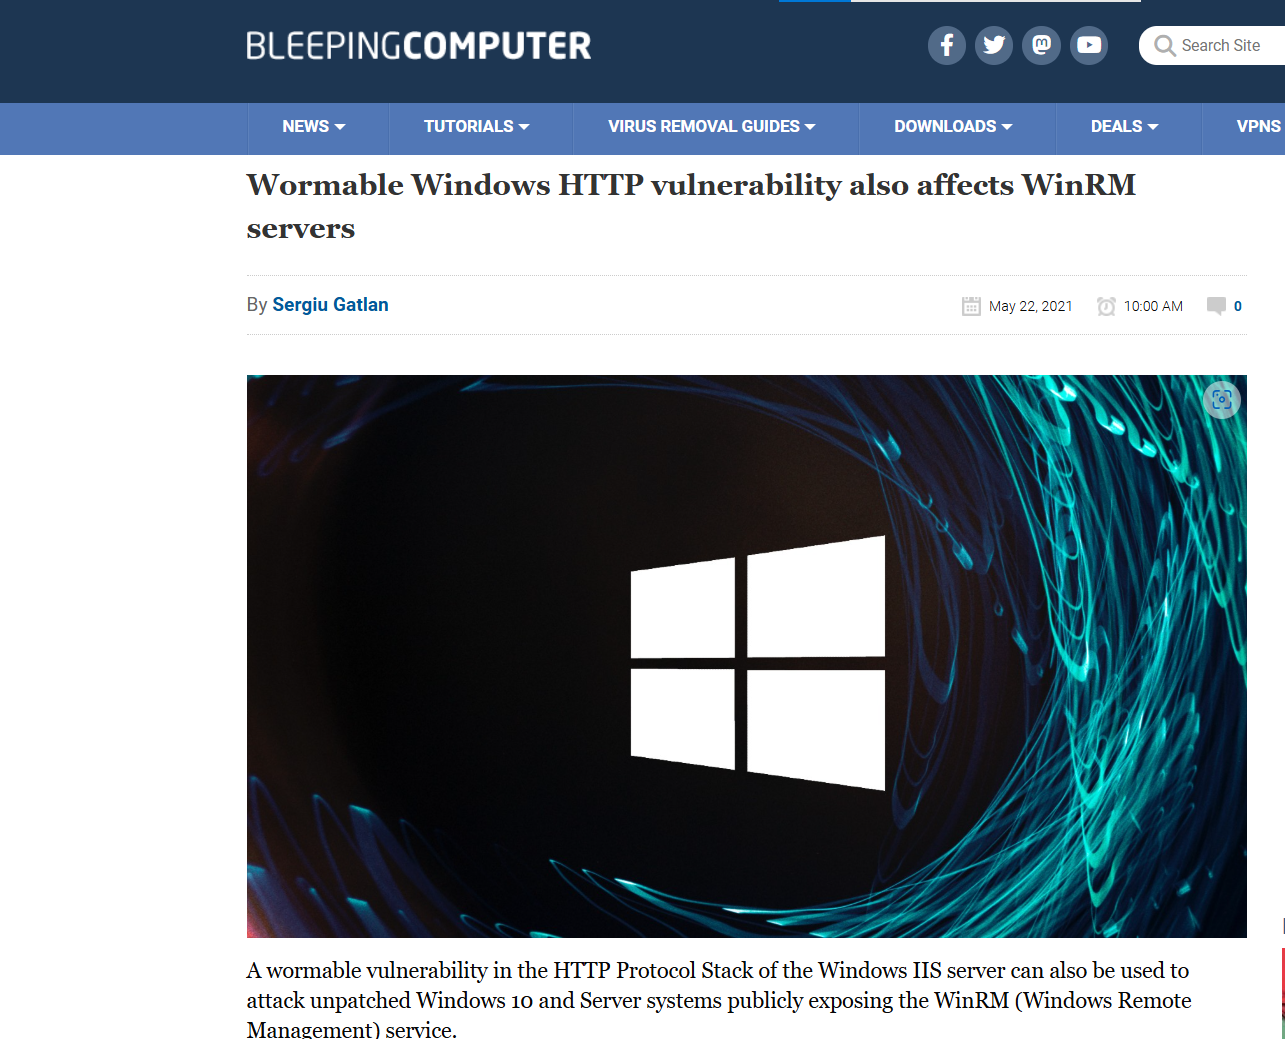 BLEEPINGCOMPUTER
Search Site
NEWS
TUTORIALS
VIRUS REMOVAL GUIDES
DOWNLOADS
DEALS
VPNS
Wormable Windows HTTP vulnerability also affects WinRM
servers
By Sergiu Gatlan
May 22, 2021
10:00 AM
0
A wormable vulnerability in the HTTP Protocol Stack of the Windows IIS server can also be used to
attack unpatched Windows 10 and Server systems publicly exposing the WinRM (Windows Remote
Management) service.